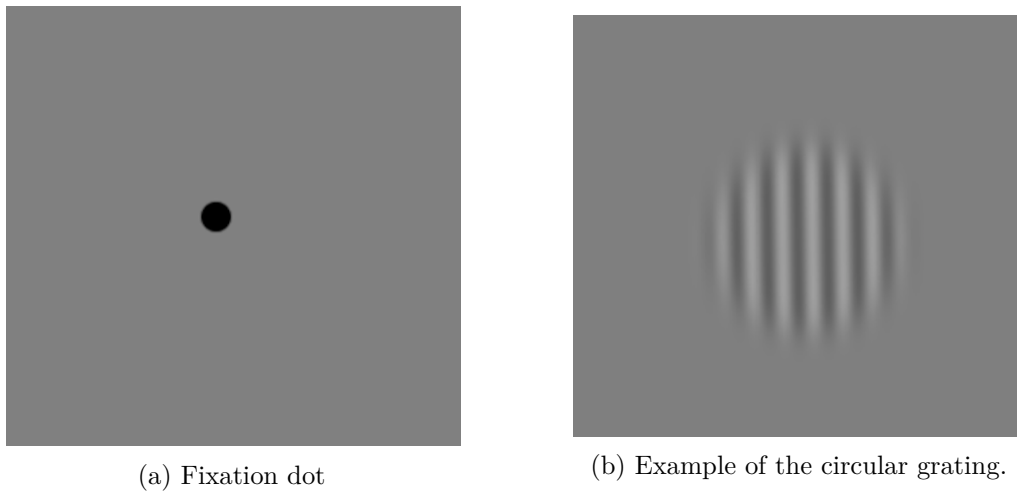 (a) Fixation dot
(b) Example of the circular grating.